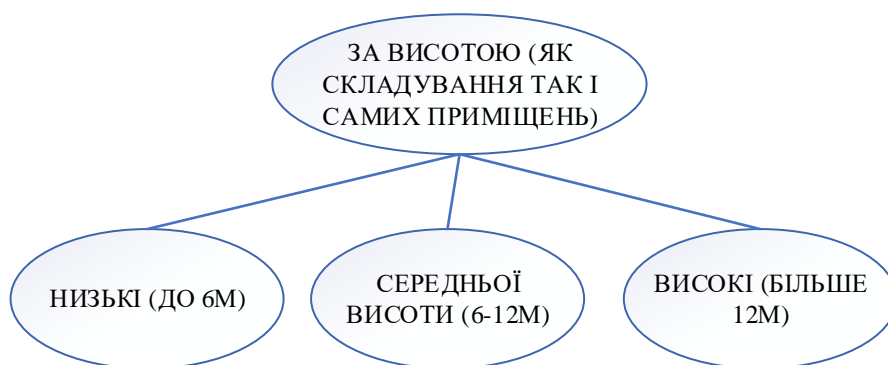 ЗА ВИСОТОЮ (ЯК
СКЛАДУВАННЯ ТАК І
САМИХ ПРИМІЩЕНЬ)
НИЗЬКІ (ДО 6М)
СЕРЕДНЬОЇ
ВИСОТИ (6-12М)
ВИСОКІ (БІЛЬШЕ
12М)